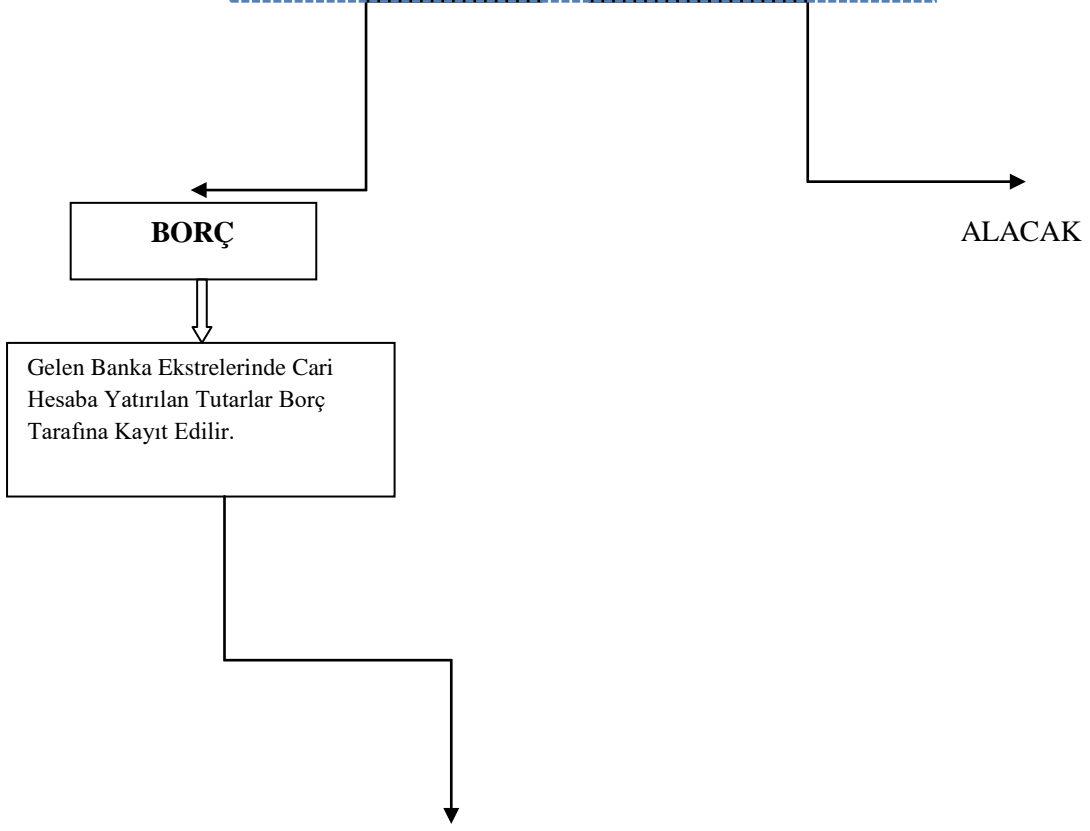 BORÇ
ALACAK
Gelen Banka Ekstrelerinde Cari
Hesaba Yatırılan Tutarlar Borç
Tarafına Kayıt Edilir.